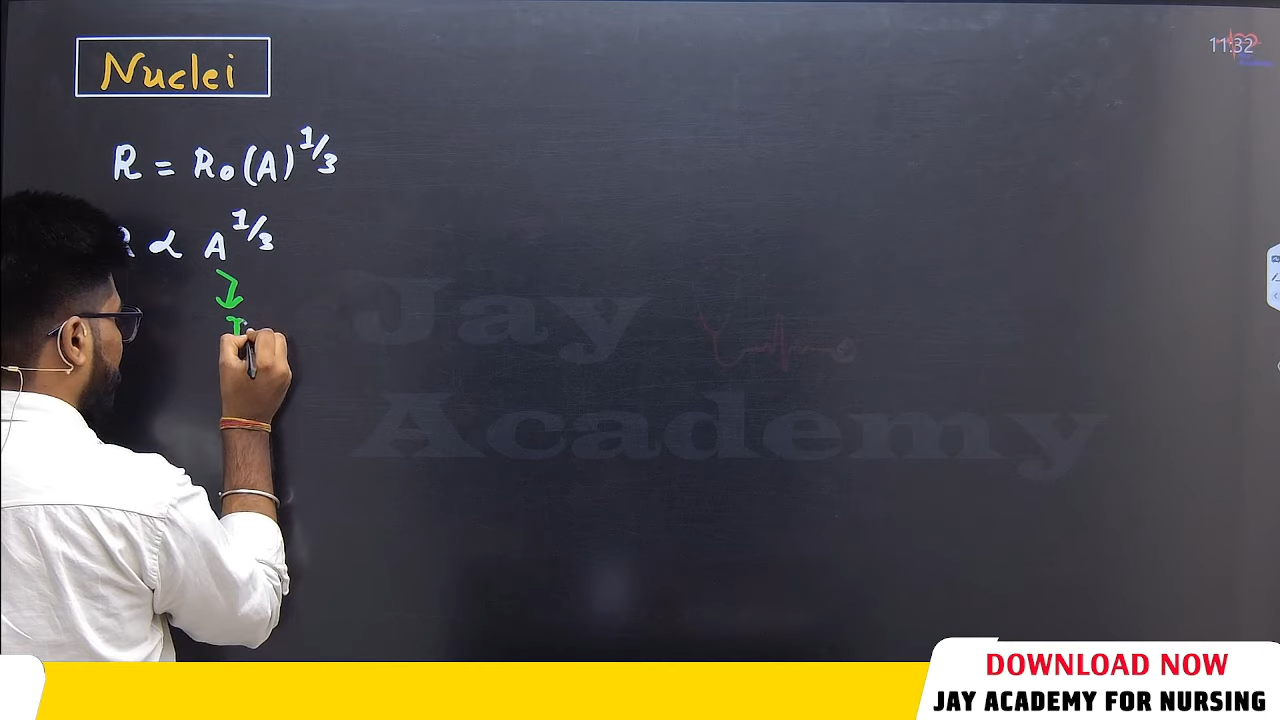 Nuclei
11:32
R = R₀(A)^1/3
∝ A^1/3
Jay
Academy
DOWNLOAD NOW
JAY ACADEMY FOR NURSING